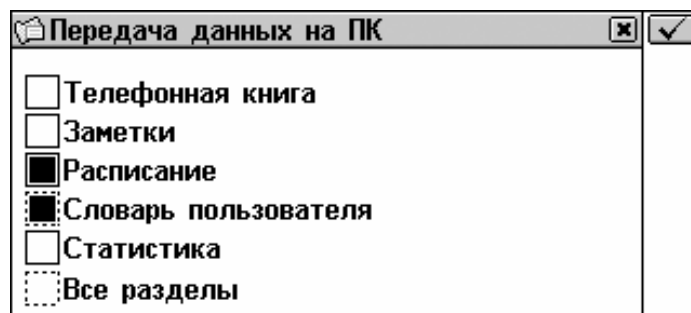 Передача данных на ПК
Телефонная книга
Заметки
Расписание
Словарь пользователя
Статистика
Все разделы